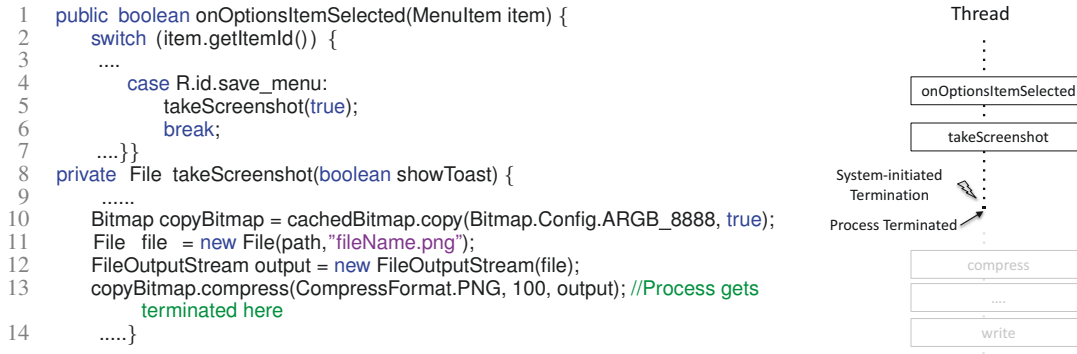 1 public boolean onOptionsItemSelected(MenuItem item) {
2 switch (item.getItemId()) {
3 ....
4 case R.id.save_menu:
5 takeScreenshot(true);
6 break;
7 ....}}
8 private File takeScreenshot(boolean showToast) {
9 ......
10 Bitmap copyBitmap = cachedBitmap.copy(Bitmap.Config.ARGB_8888, true);
11 File file = new File(path,"fileName.png");
12 FileOutputStream output = new FileOutputStream(file);
13 copyBitmap.compress(CompressFormat.PNG, 100, output); //Process gets
terminated here
14 .....}
Thread
onOptionsItemSelected
takeScreenshot
System-initiated
Termination
Process Terminated
compress
....
write